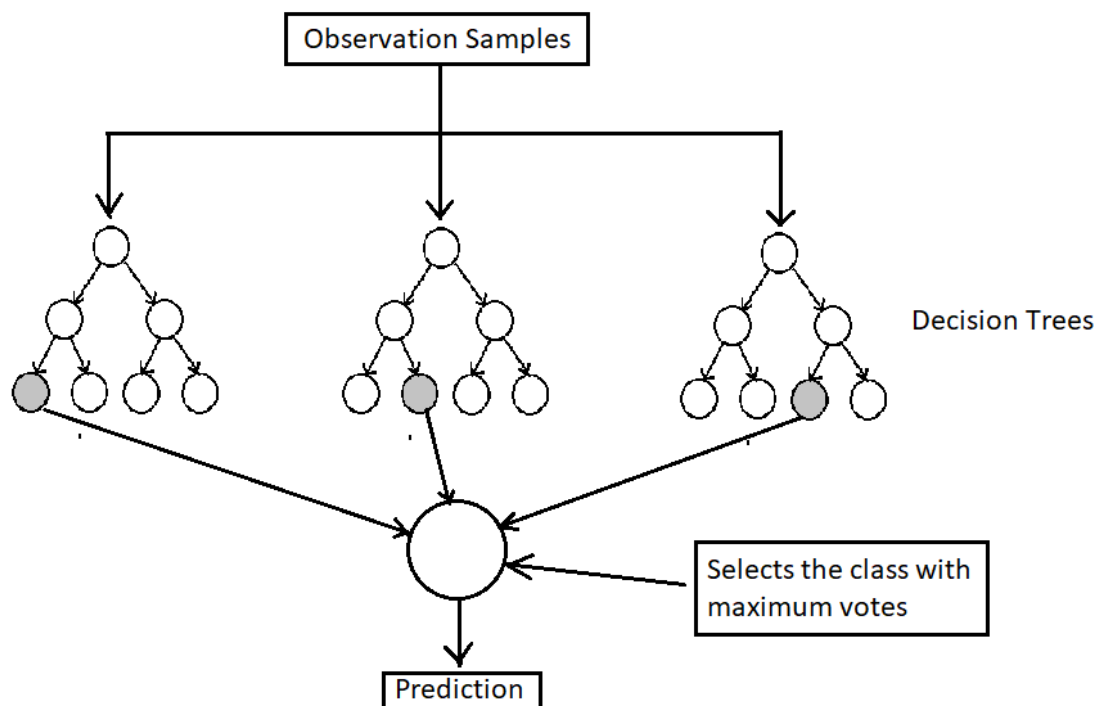 Observation Samples
Decision Trees
Selects the class with
maximum votes
Prediction